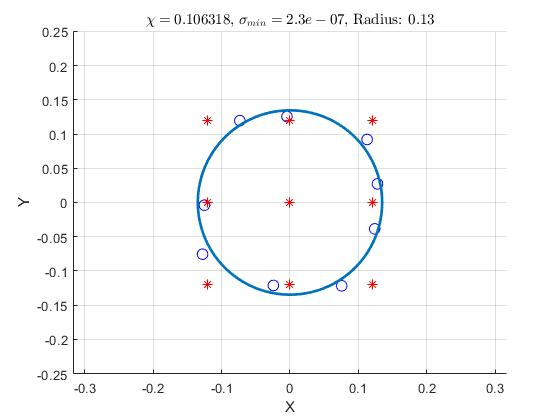 χ = 0.106318, σ_min = 2.3e − 07, Radius: 0.13
0.25
0.2
0.15
0.1
0.05
0
-0.05
-0.1
-0.15
-0.2
-0.25
Y
-0.3 -0.2 -0.1 0 0.1 0.2 0.3
X